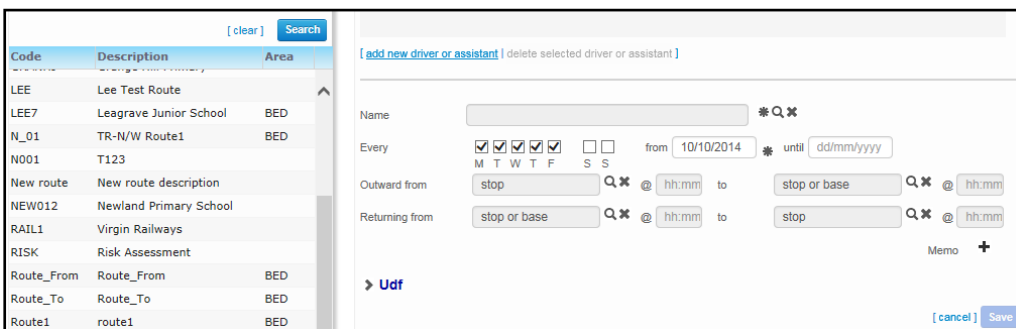 [ clear ] Search
Code Description Area
LEE Lee Test Route
LEE7 Leagrave Junior School BED
N_01 TR-N/W Route1 BED
N001 T123
New route New route description
NEW012 Newland Primary School
RAIL1 Virgin Railways
RISK Risk Assessment
Route_From Route_From BED
Route_To Route_To BED
Route1 route1 BED
[ add new driver or assistant | delete selected driver or assistant ]
Name
Every M T W T F S S from 10/10/2014 until dd/mm/yyyy
Outward from stop @ hh:mm to stop or base @ hh:mm
Returning from stop or base @ hh:mm to stop @ hh:mm
Memo
Udf
[ cancel ] Save